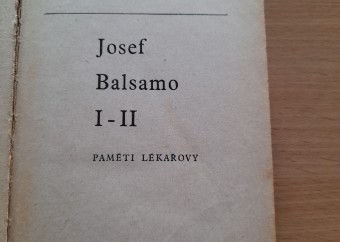 Josef
Balsamo
I-II
PAMĚTI LÉKAŘOVY